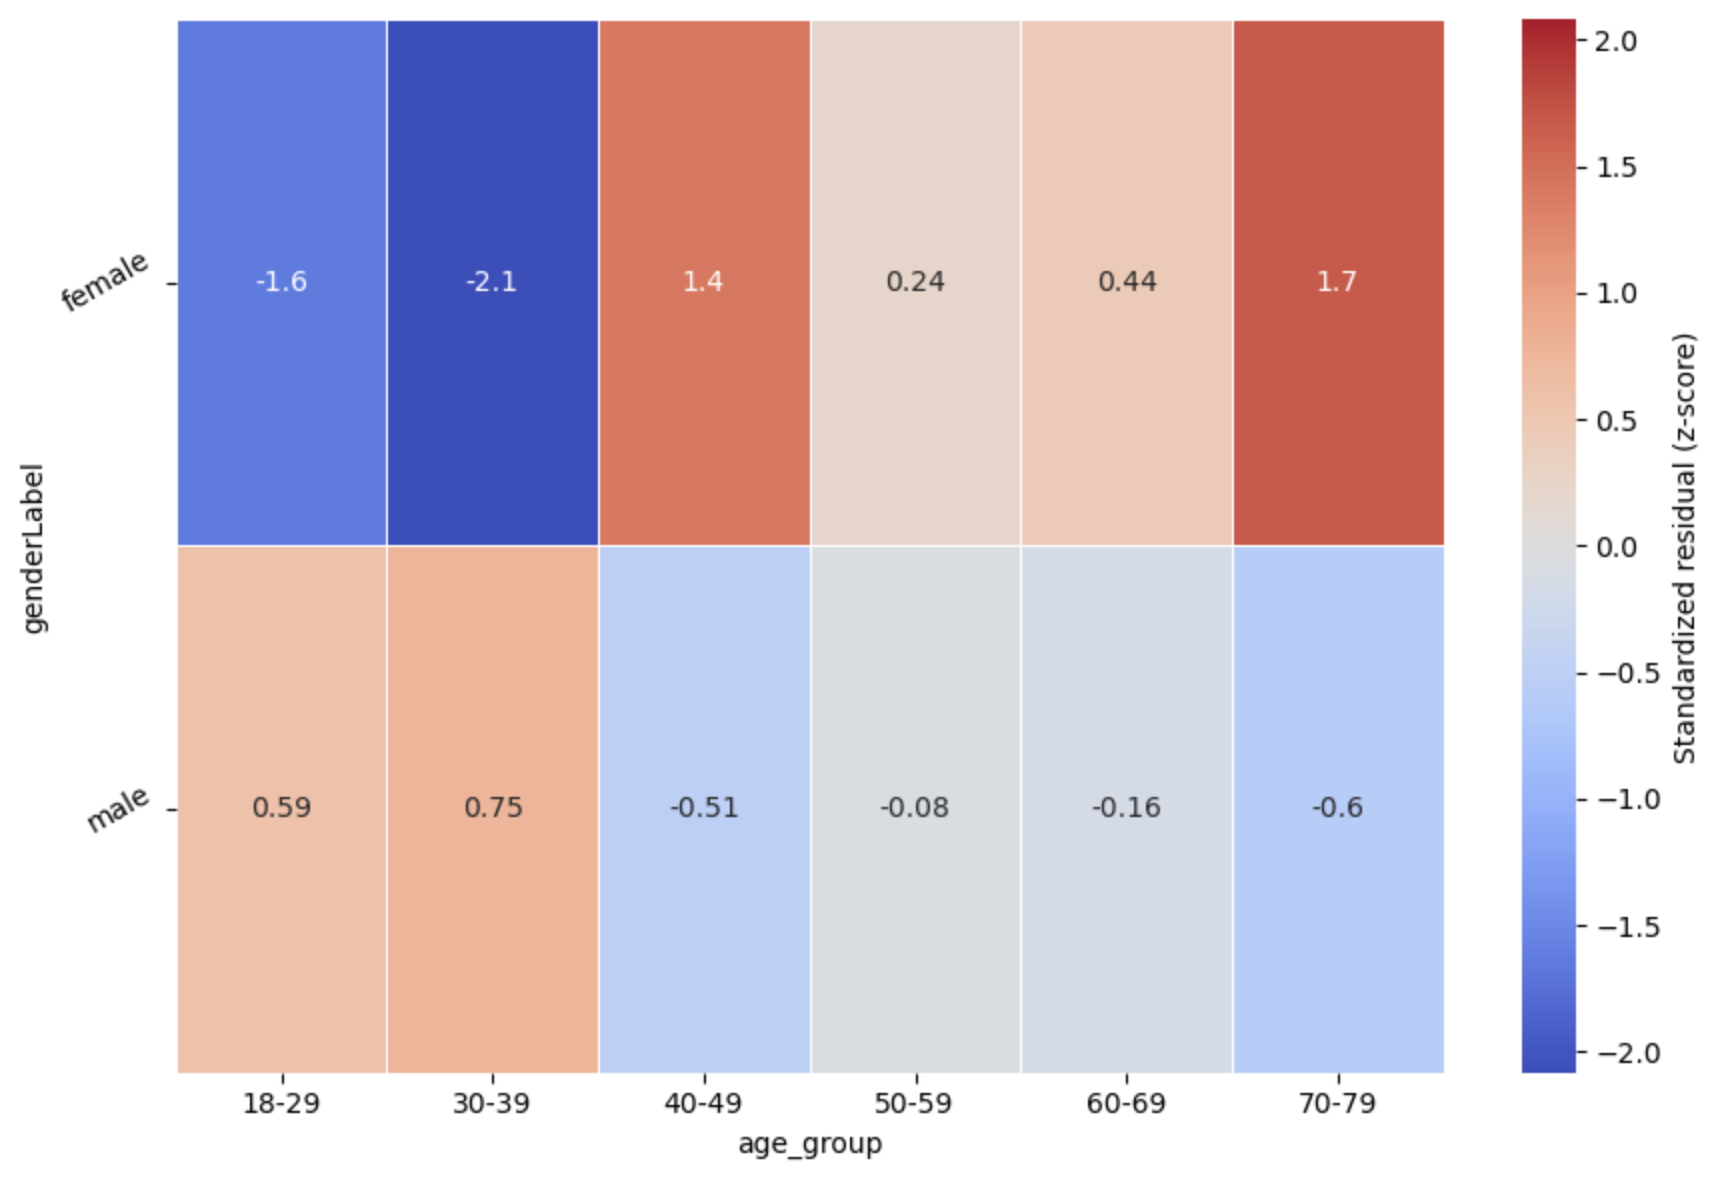 female
-1.6 -2.1 1.4 0.24 0.44 1.7
male
0.59 0.75 -0.51 -0.08 -0.16 -0.6
genderLabel
18-29 30-39 40-49 50-59 60-69 70-79
age_group
2.0
1.5
1.0
0.5
0.0
−0.5
−1.0
−1.5
−2.0
Standardized residual (z-score)